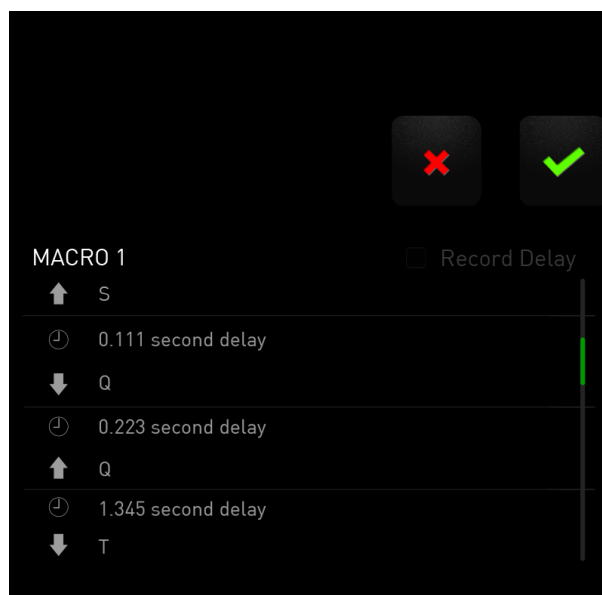 MACRO 1
Record Delay
S
0.111 second delay
Q
0.223 second delay
Q
1.345 second delay
T